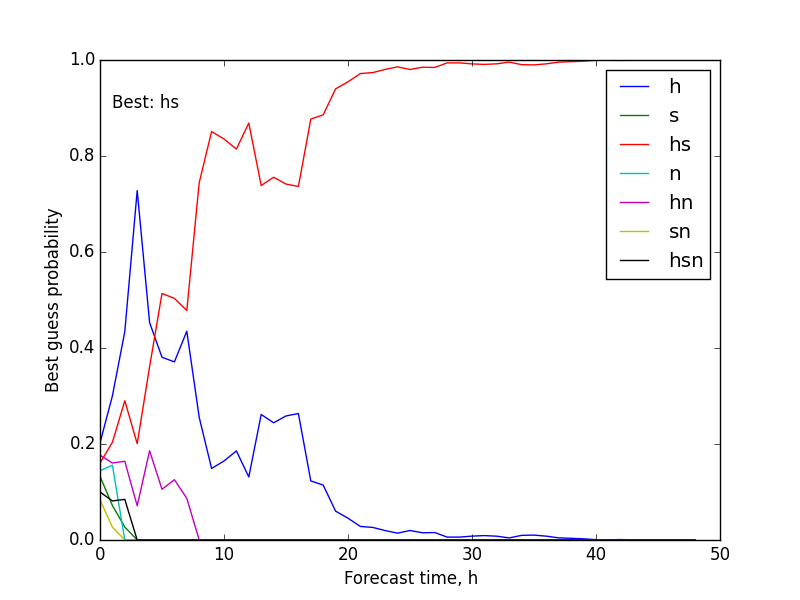 Best: hs
h
s
hs
n
hn
sn
hsn
1.0
0.8
0.6
0.4
0.2
0.0
Best guess probability
0 10 20 30 40 50
Forecast time, h